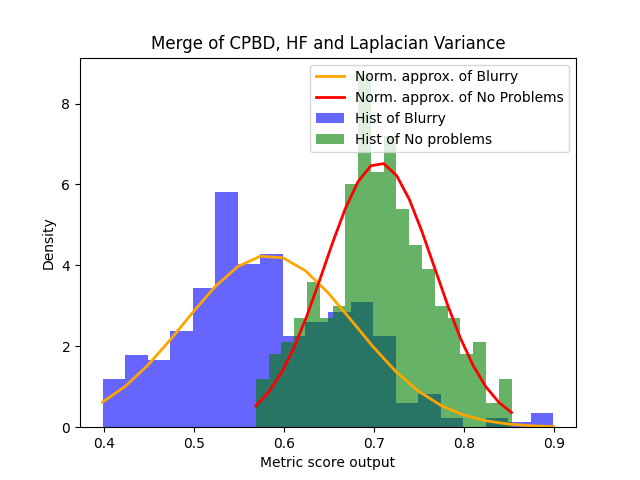 Merge of CPBD, HF and Laplacian Variance
Norm. approx. of Blurry
Norm. approx. of No Problems
Hist of Blurry
Hist of No problems
Density
8
6
4
2
0
0.4 0.5 0.6 0.7 0.8 0.9
Metric score output